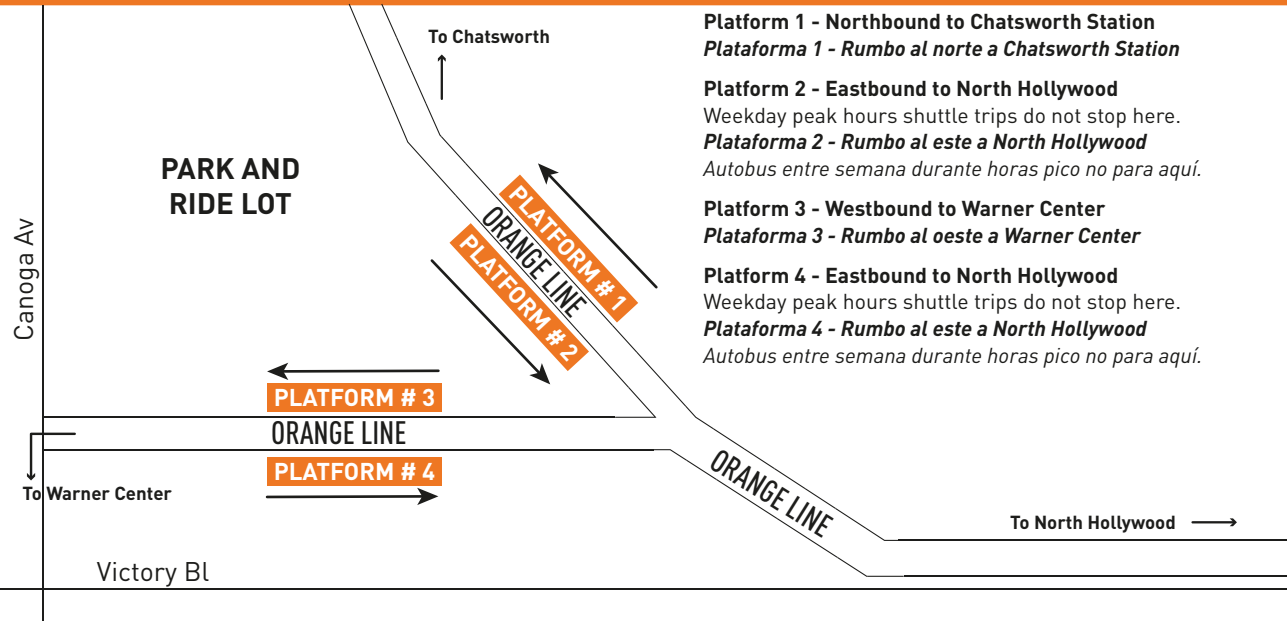 To Chatsworth
PARK AND
RIDE LOT
Canoga Av
PLATFORM # 1
ORANGE LINE
PLATFORM # 2
PLATFORM # 3
ORANGE LINE
PLATFORM # 4
To Warner Center
ORANGE LINE
To North Hollywood
Victory Bl
Platform 1 - Northbound to Chatsworth Station
Plataforma 1 - Rumbo al norte a Chatsworth Station
Platform 2 - Eastbound to North Hollywood
Weekday peak hours shuttle trips do not stop here.
Plataforma 2 - Rumbo al este a North Hollywood
Autobus entre semana durante horas pico no para aquí.
Platform 3 - Westbound to Warner Center
Plataforma 3 - Rumbo al oeste a Warner Center
Platform 4 - Eastbound to North Hollywood
Weekday peak hours shuttle trips do not stop here.
Plataforma 4 - Rumbo al este a North Hollywood
Autobus entre semana durante horas pico no para aquí.